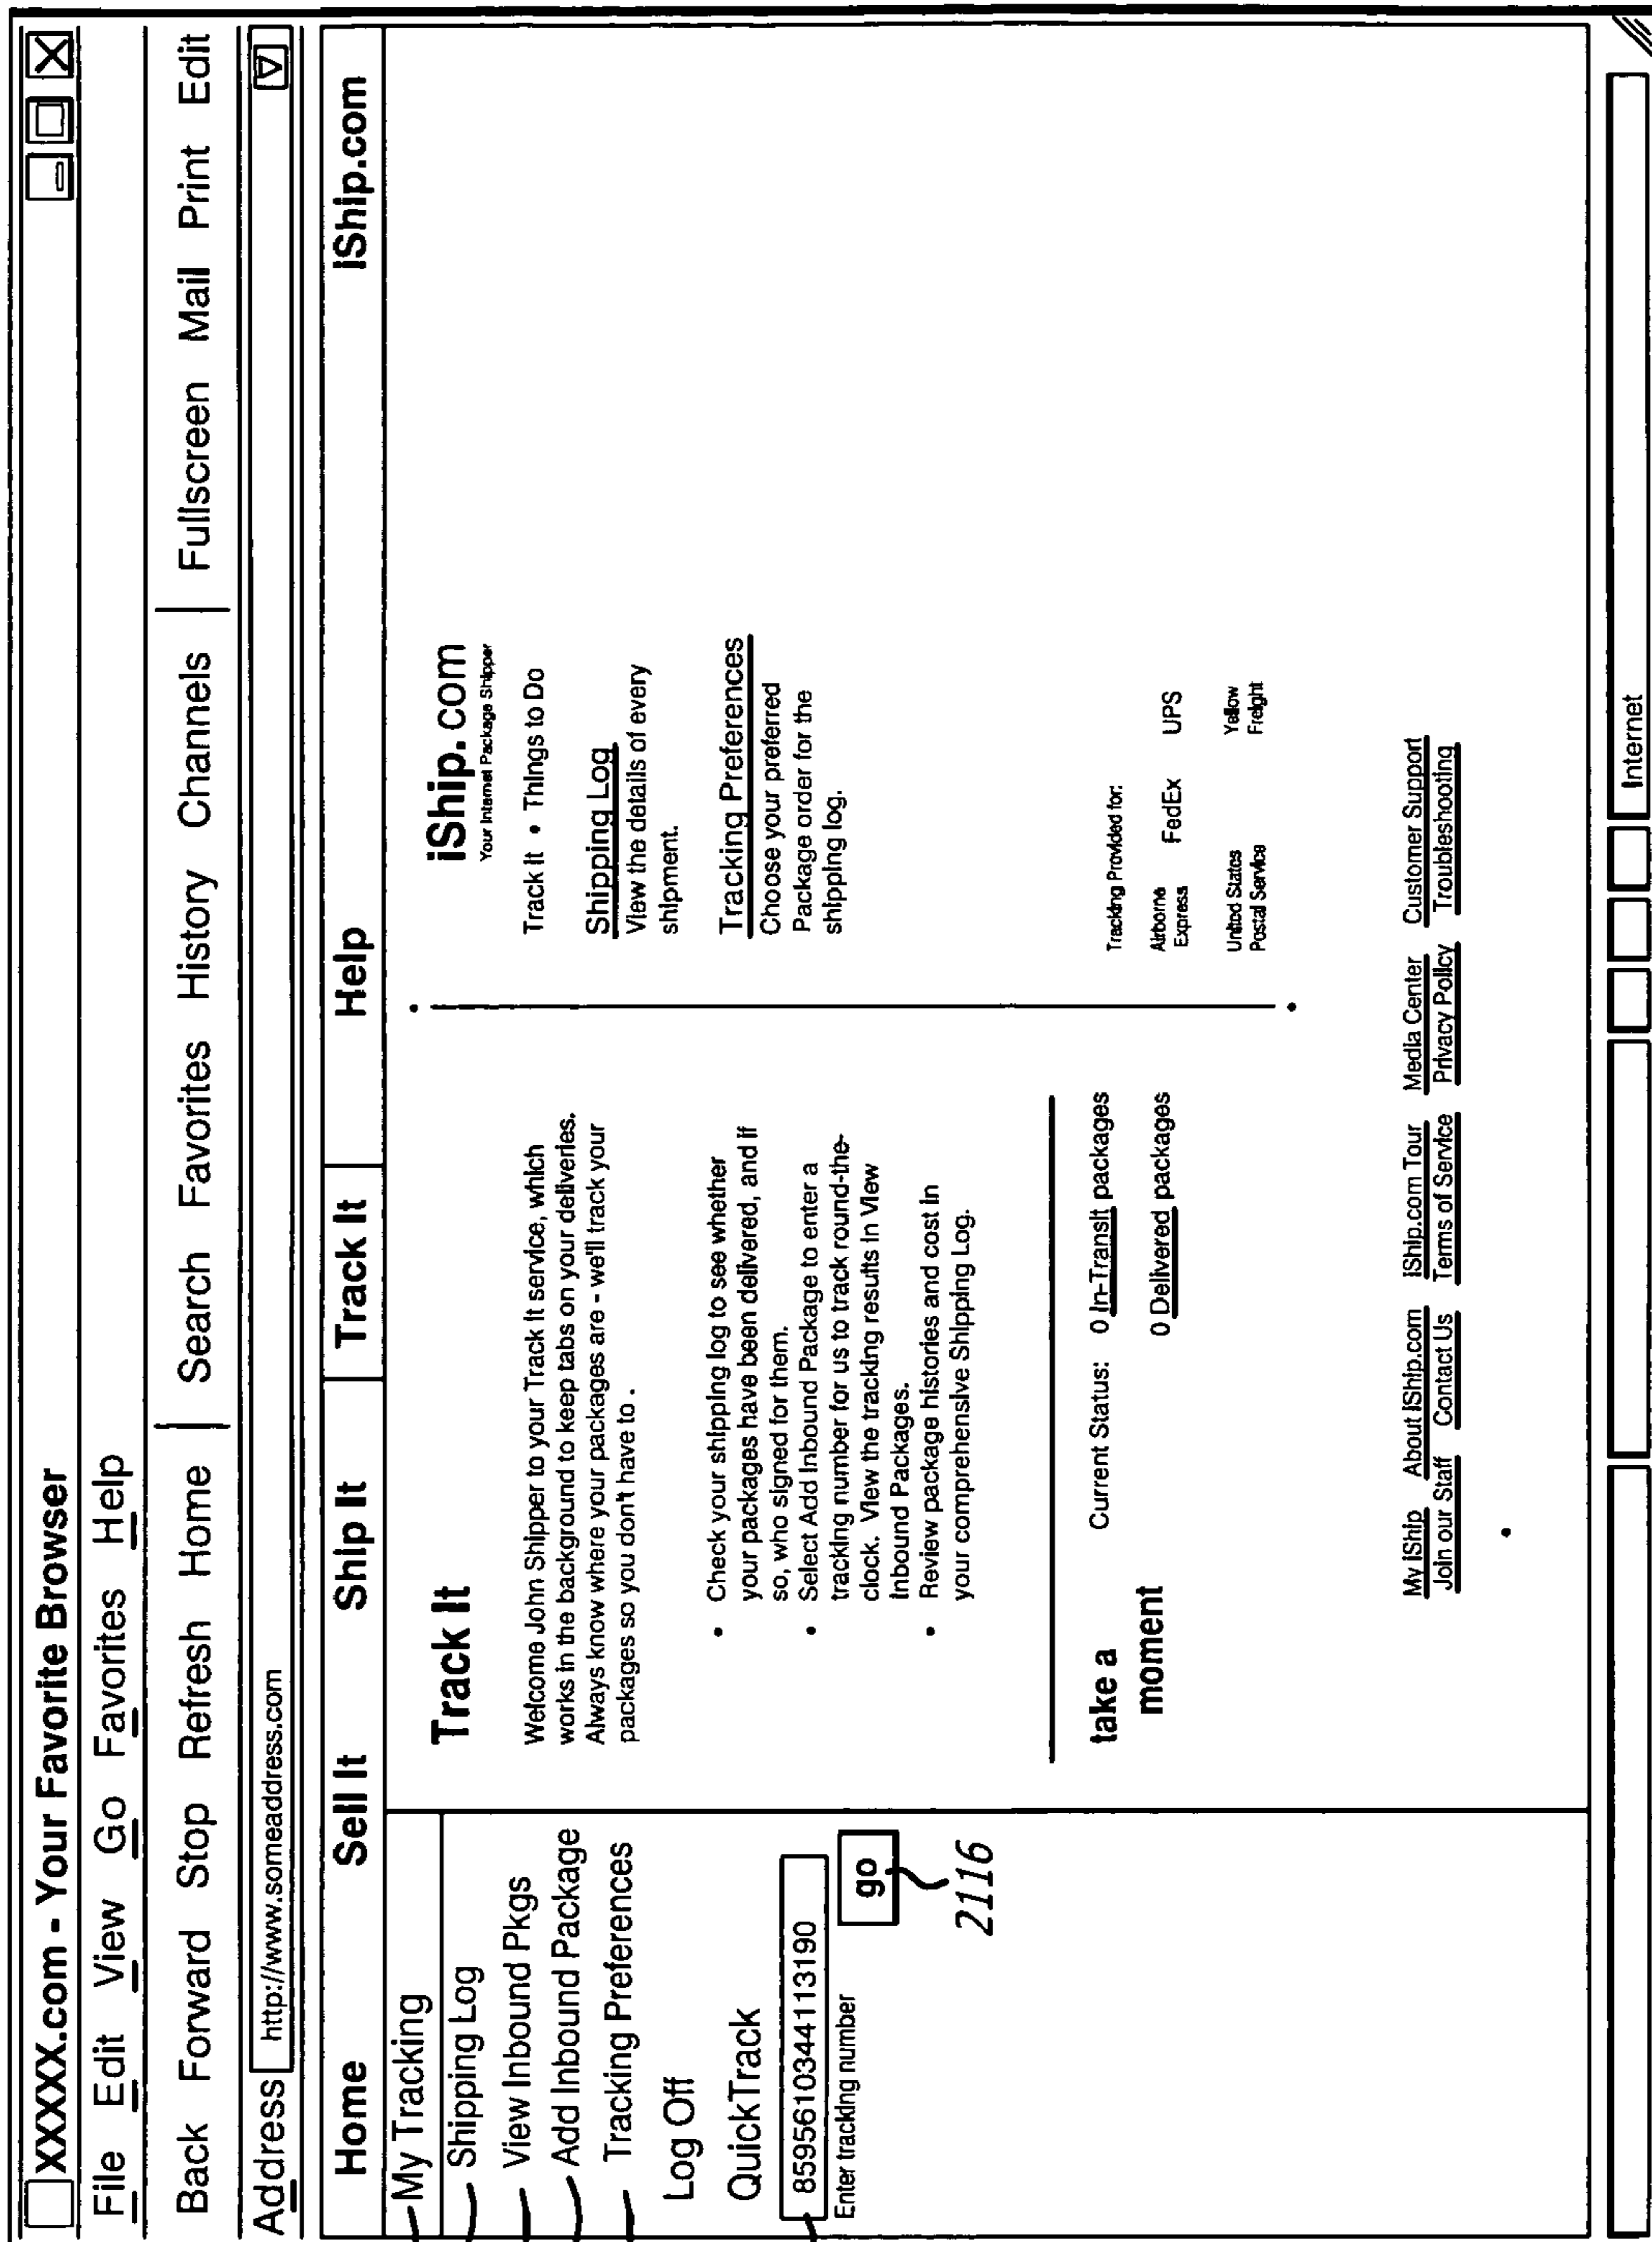 XXXXX.com - Your Favorite Browser
File Edit View Go Favorites Help
Back Forward Stop Refresh Home | Search Favorites History Channels | Fullscreen Mail Print Edit
Address http://www.someaddress.com
Home Sell It Ship It Track It Help iShip.com
My Tracking
Shipping Log
View Inbound Pkgs
Add Inbound Package
Tracking Preferences
Log Off
QuickTrack
8595610344113190
Enter tracking number
go
2116
Track It
Welcome John Shipper to your Track It service, which
works in the background to keep tabs on your deliveries.
Always know where your packages are - we'll track your
packages so you don't have to .
• Check your shipping log to see whether
your packages have been delivered, and if
so, who signed for them.
• Select Add Inbound Package to enter a
tracking number for us to track round-the-
clock. View the tracking results in View
Inbound Packages.
• Review package histories and cost in
your comprehensive Shipping Log.
take a
moment
Current Status: 0 In-Transit packages
0 Delivered packages
iShip.com
Your Internet Package Shipper
Track It • Things to Do
Shipping Log
View the details of every
shipment.
Tracking Preferences
Choose your preferred
Package order for the
shipping log.
Tracking Provided for:
Airborne
Express
FedEx
UPS
United States
Postal Service
Yellow
Freight
My iShip About iShip.com iShip.com Tour Media Center Customer Support
Join our Staff Contact Us Terms of Service Privacy Policy Troubleshooting
Internet